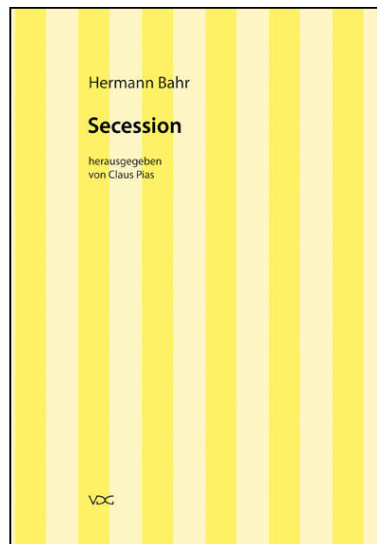 Hermann Bahr
Secession
herausgegeben
von Claus Pias
VDG